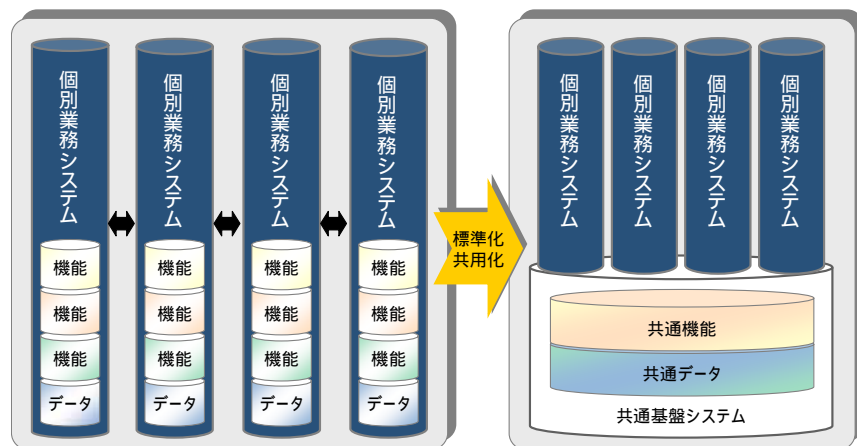 個別業務システム
機能
機能
機能
データ
個別業務システム
機能
機能
機能
データ
個別業務システム
機能
機能
機能
データ
個別業務システム
機能
機能
機能
データ
標準化
共用化
個別業務システム
個別業務システム
個別業務システム
個別業務システム
共通機能
共通データ
共通基盤システム